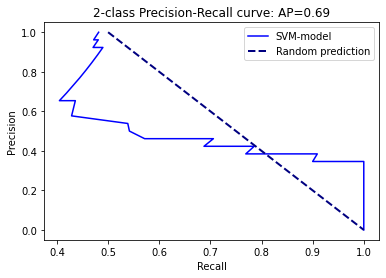 2-class Precision-Recall curve: AP=0.69
SVM-model
Random prediction
Precision
1.0
0.8
0.6
0.4
0.2
0.0
0.4 0.5 0.6 0.7 0.8 0.9 1.0
Recall